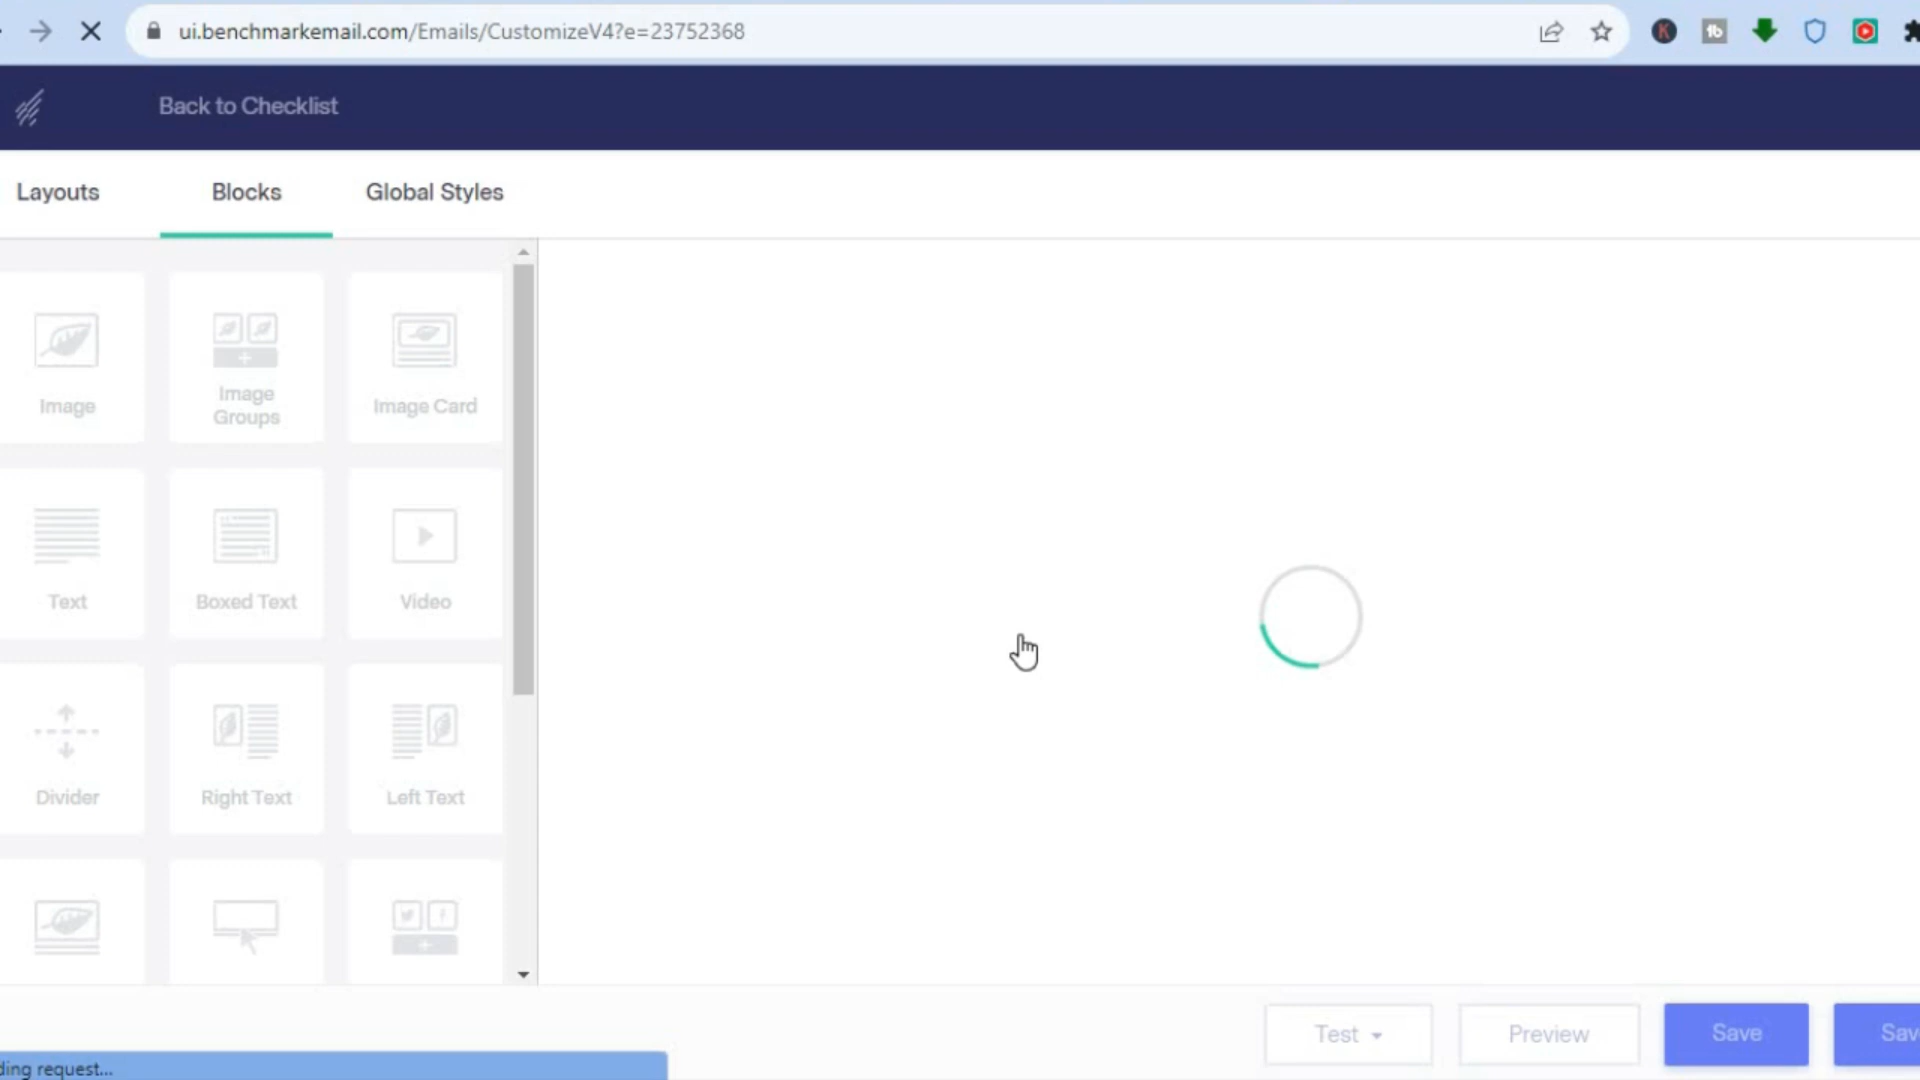 ui.benchmarkemail.com/Emails/CustomizeV4?e=23752368
K
tb
Back to Checklist
Layouts
Blocks
Global Styles
Image
Image
Groups
Image Card
Text
Boxed Text
Video
Divider
Right Text
Left Text
Test
Preview
Save
Sav
ding request...